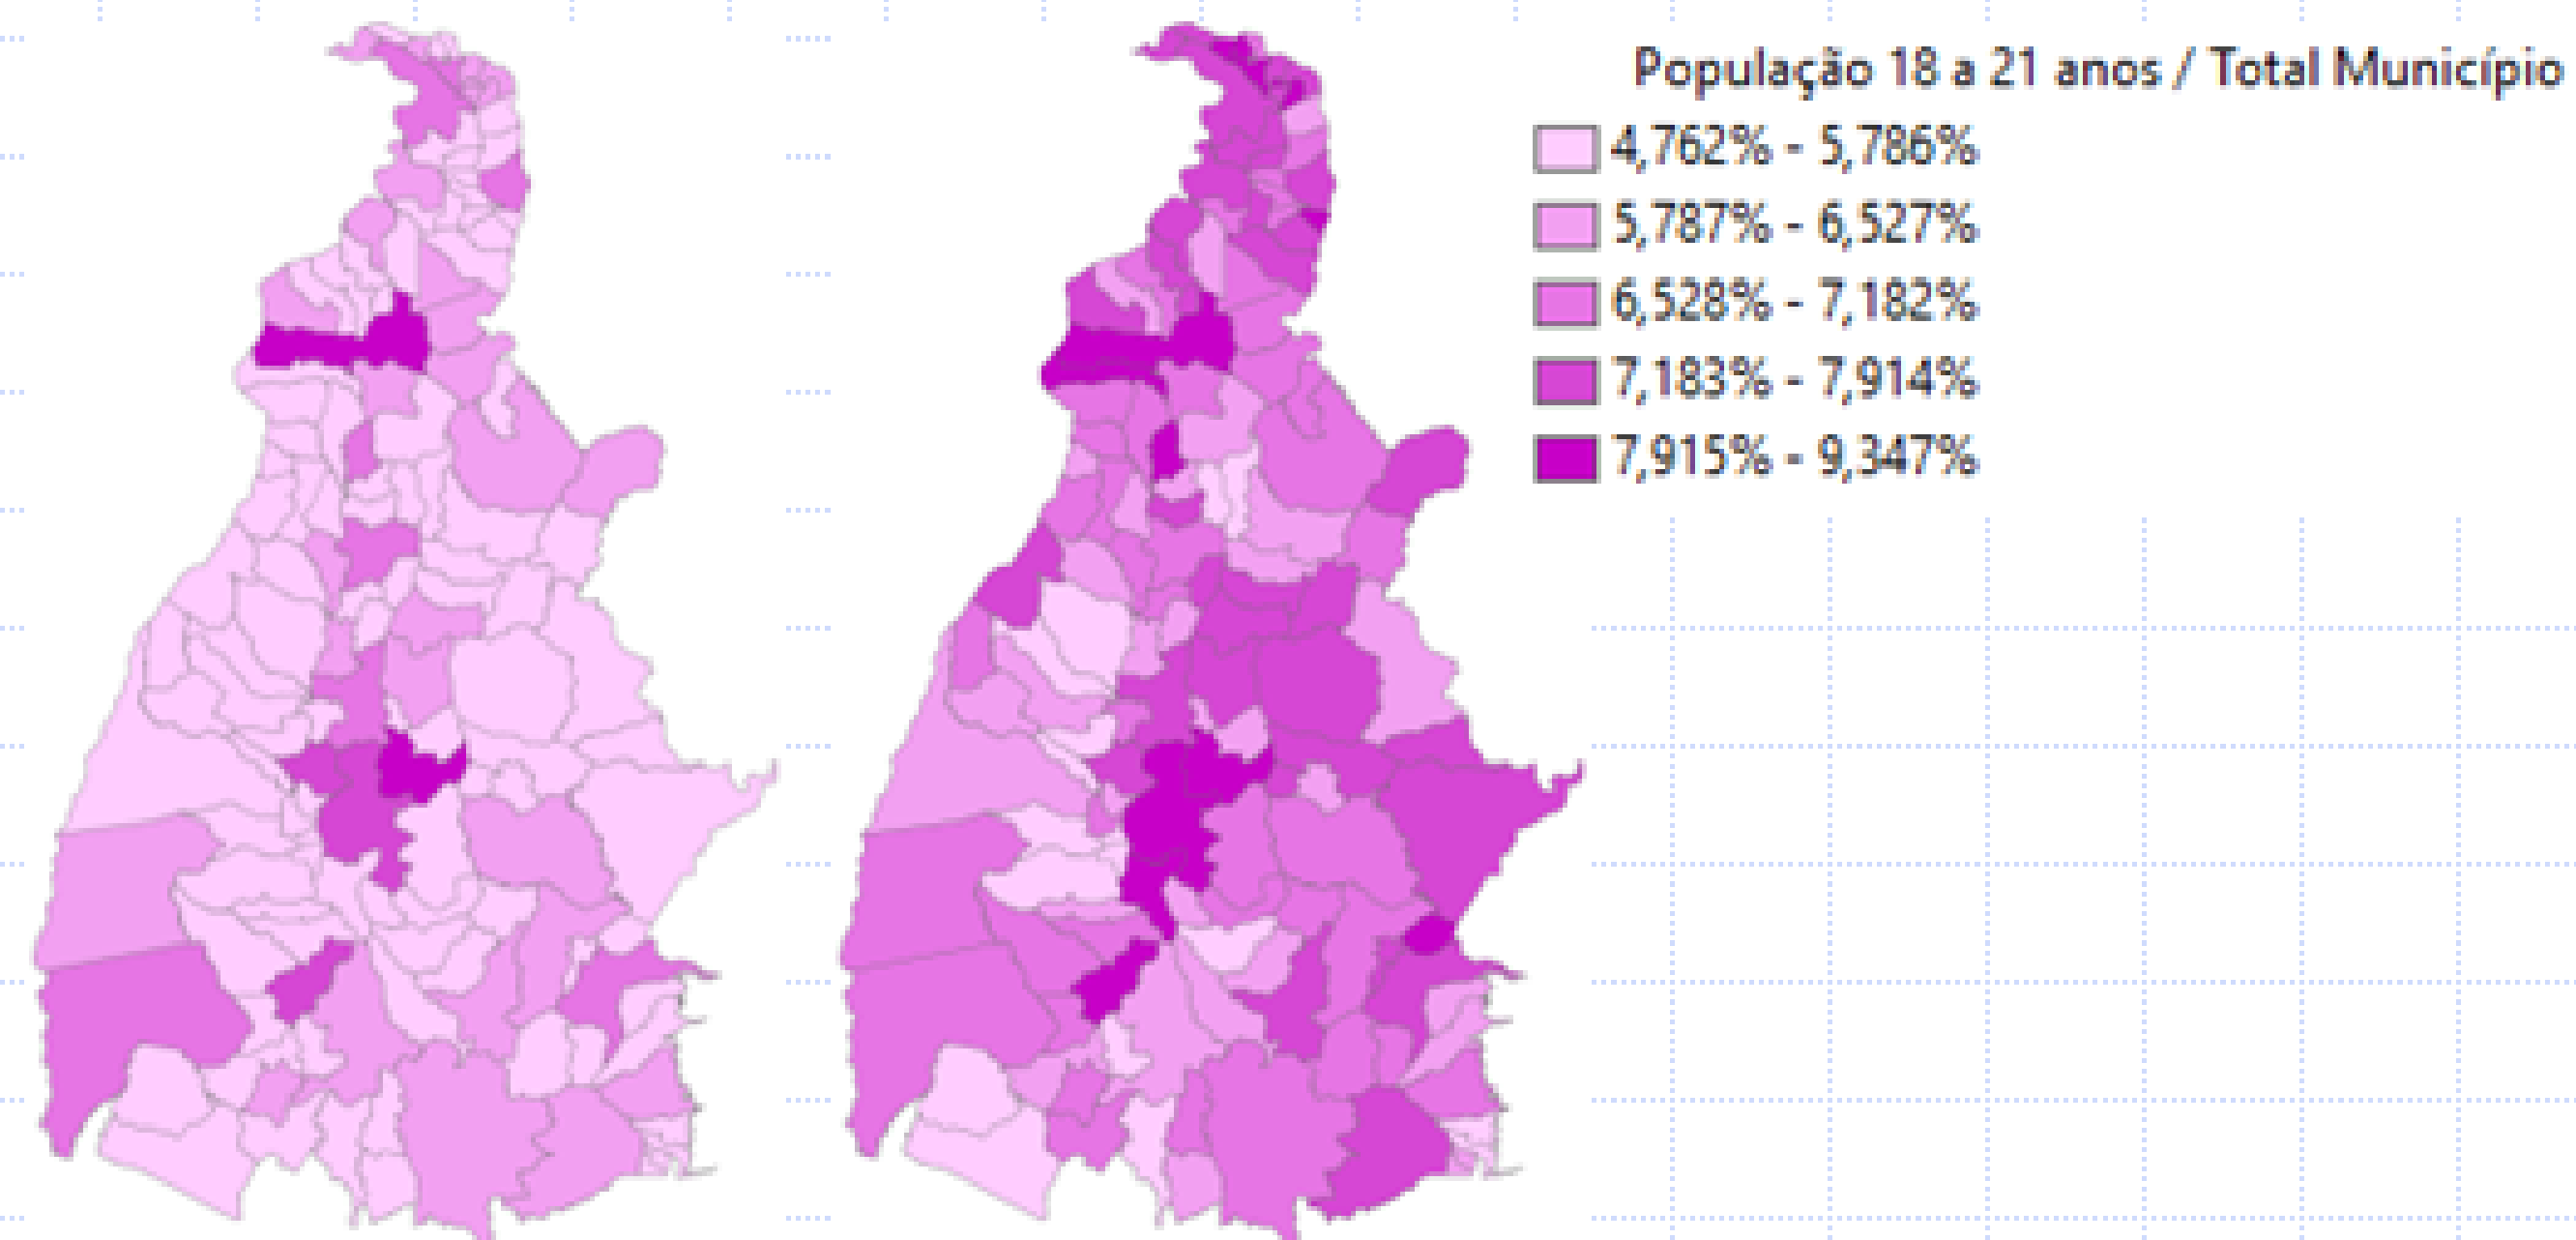 População 18 a 21 anos / Total Município
4,762% - 5,786%
5,787% - 6,527%
6,528% - 7,182%
7,183% - 7,914%
7,915% - 9,347%